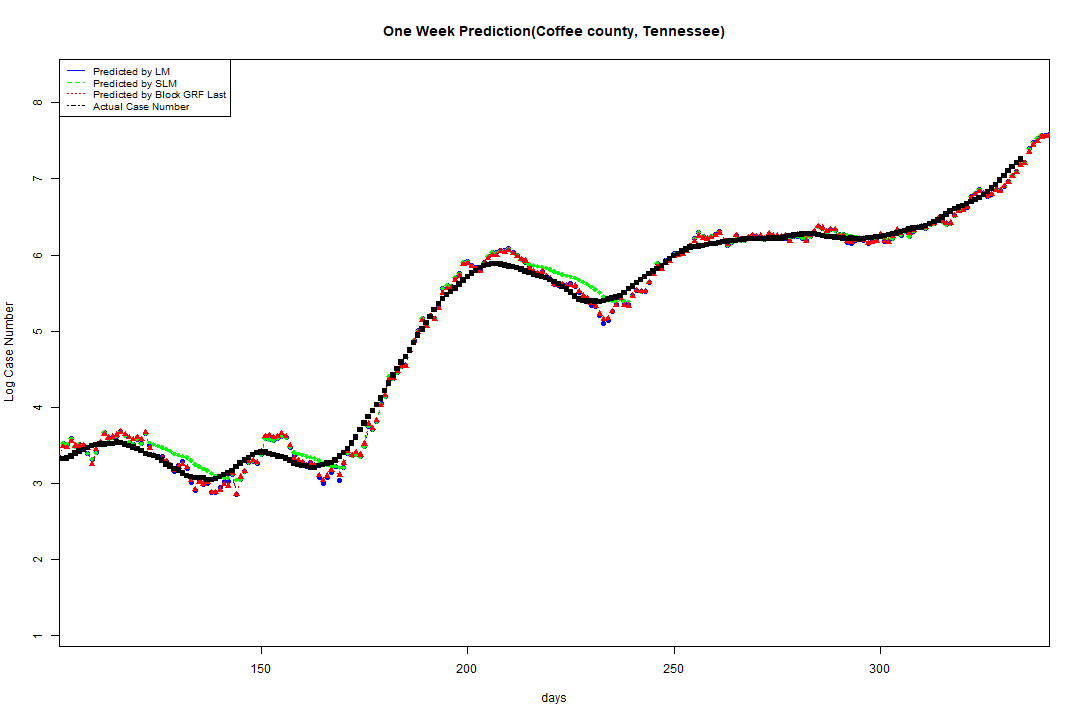 One Week Prediction(Coffee county, Tennessee)
Predicted by LM
Predicted by SLM
Predicted by Block GRF Last
Actual Case Number
8
7
6
5
4
3
2
1
Log Case Number
150 200 250 300
days